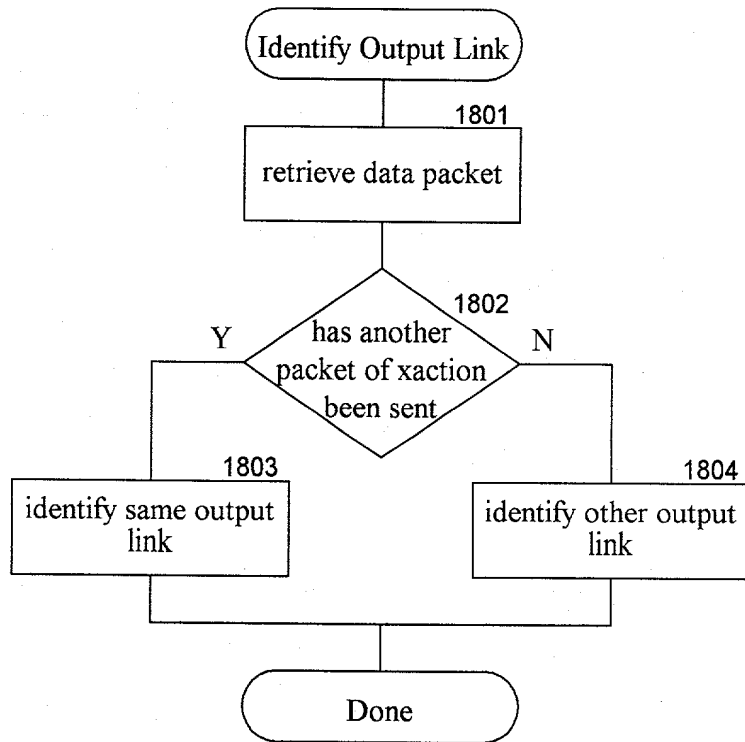 Identify Output Link
1801
retrieve data packet
1802
Y
N
has another
packet of xaction
been sent
1803
identify same output
link
1804
identify other output
link
Done